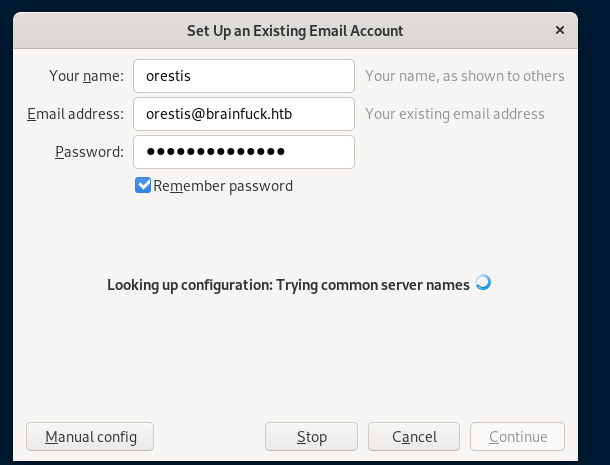 Set Up an Existing Email Account
Your name: orestis Your name, as shown to others
Email address: orestis@brainfuck.htb Your existing email address
Password: ●●●●●●●●●●●●●●
Remember password
Looking up configuration: Trying common server names
Manual config Stop Cancel Continue